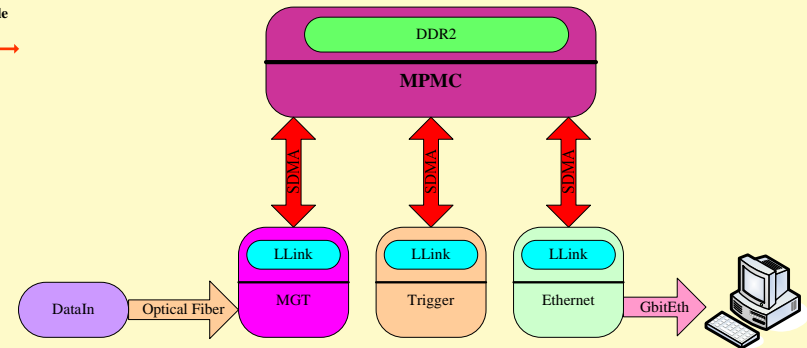 le
DDR2
MPMC
SDMA
SDMA
SDMA
LLink
LLink
LLink
MGT
Trigger
Ethernet
DataIn
Optical Fiber
GbitEth